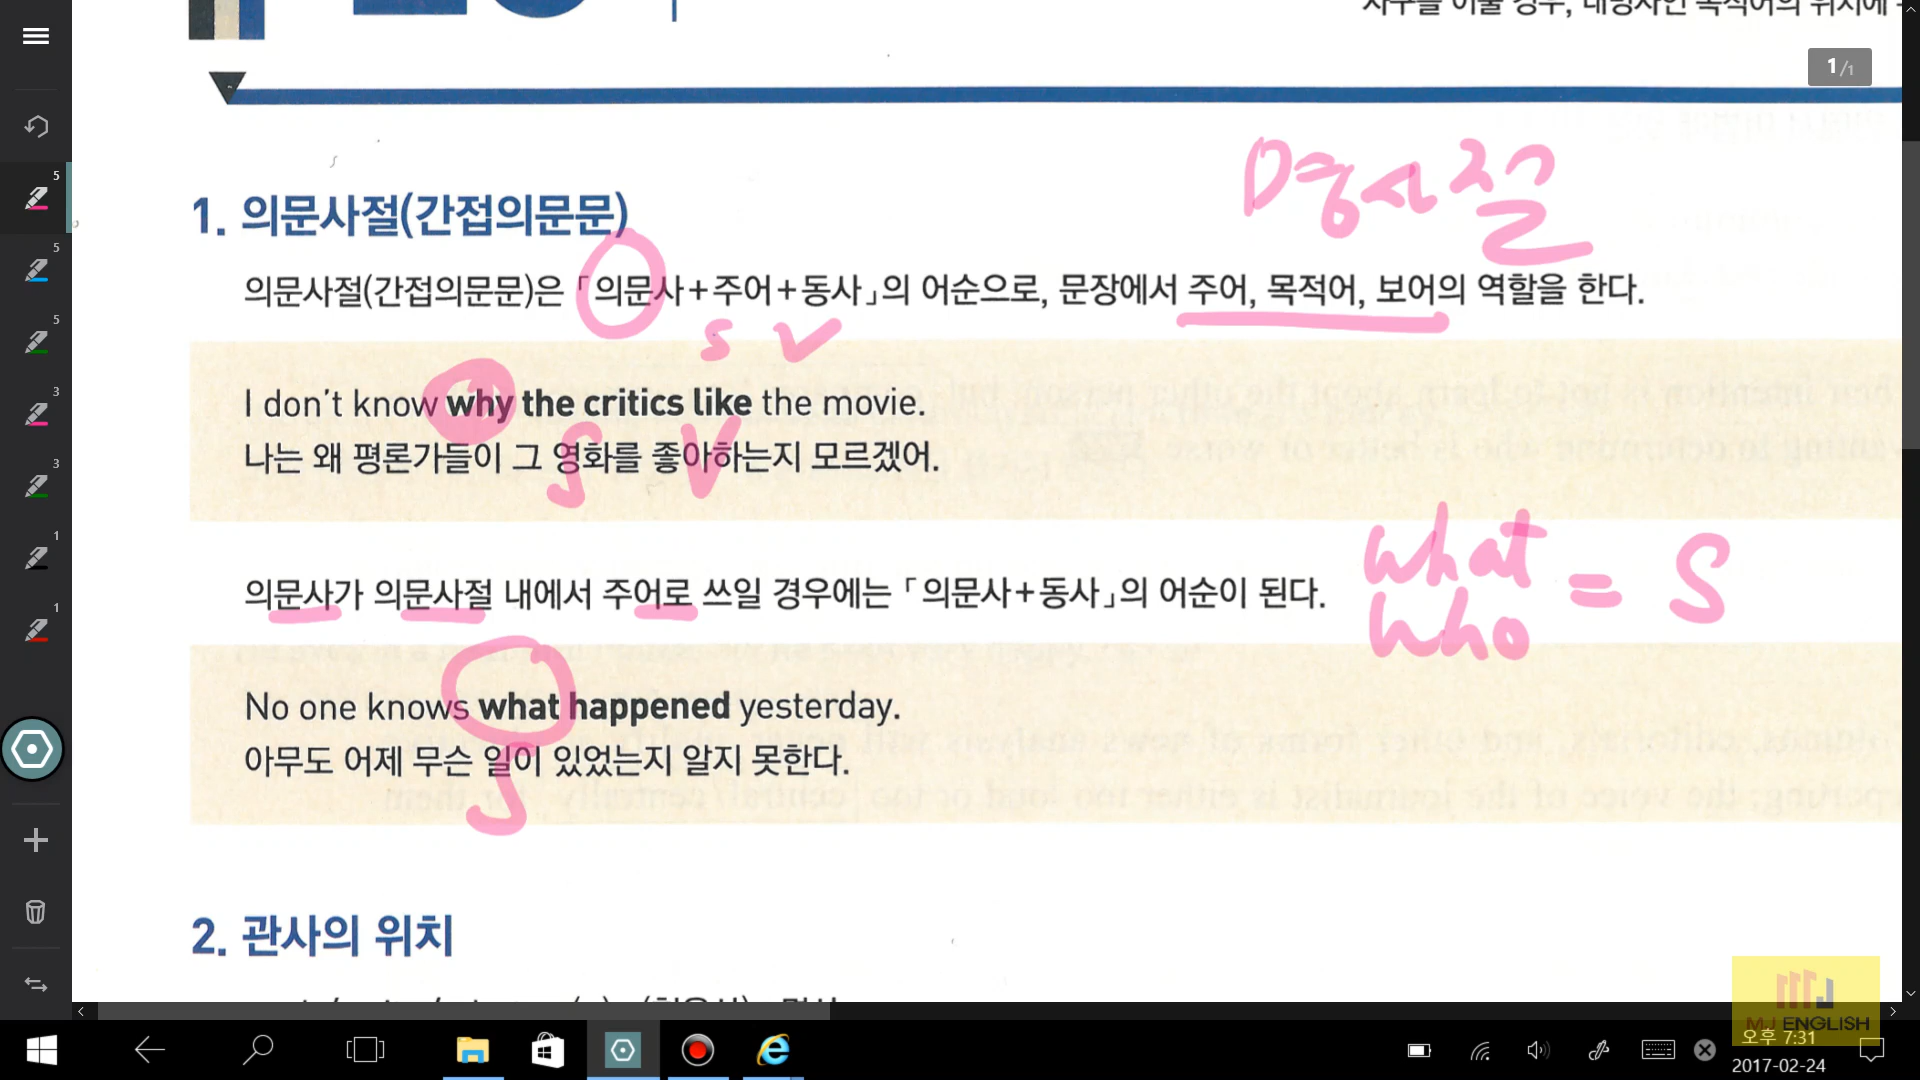 1/1
1. 의문사절(간접의문문)
명사절
의문사절(간접의문문)은 「의문사+주어+동사」의 어순으로, 문장에서 주어, 목적어, 보어의 역할을 한다.
S V
I don't know why the critics like the movie.
나는 왜 평론가들이 그 영화를 좋아하는지 모르겠어.
S V
의문사가 의문사절 내에서 주어로 쓰일 경우에는 「의문사+동사」의 어순이 된다.
what
who = S
No one knows what happened yesterday.
아무도 어제 무슨 일이 있었는지 알지 못한다.
S
2. 관사의 위치
5
5
5
3
3
1
1
MJ ENGLISH
오후 7:31
2017-02-24